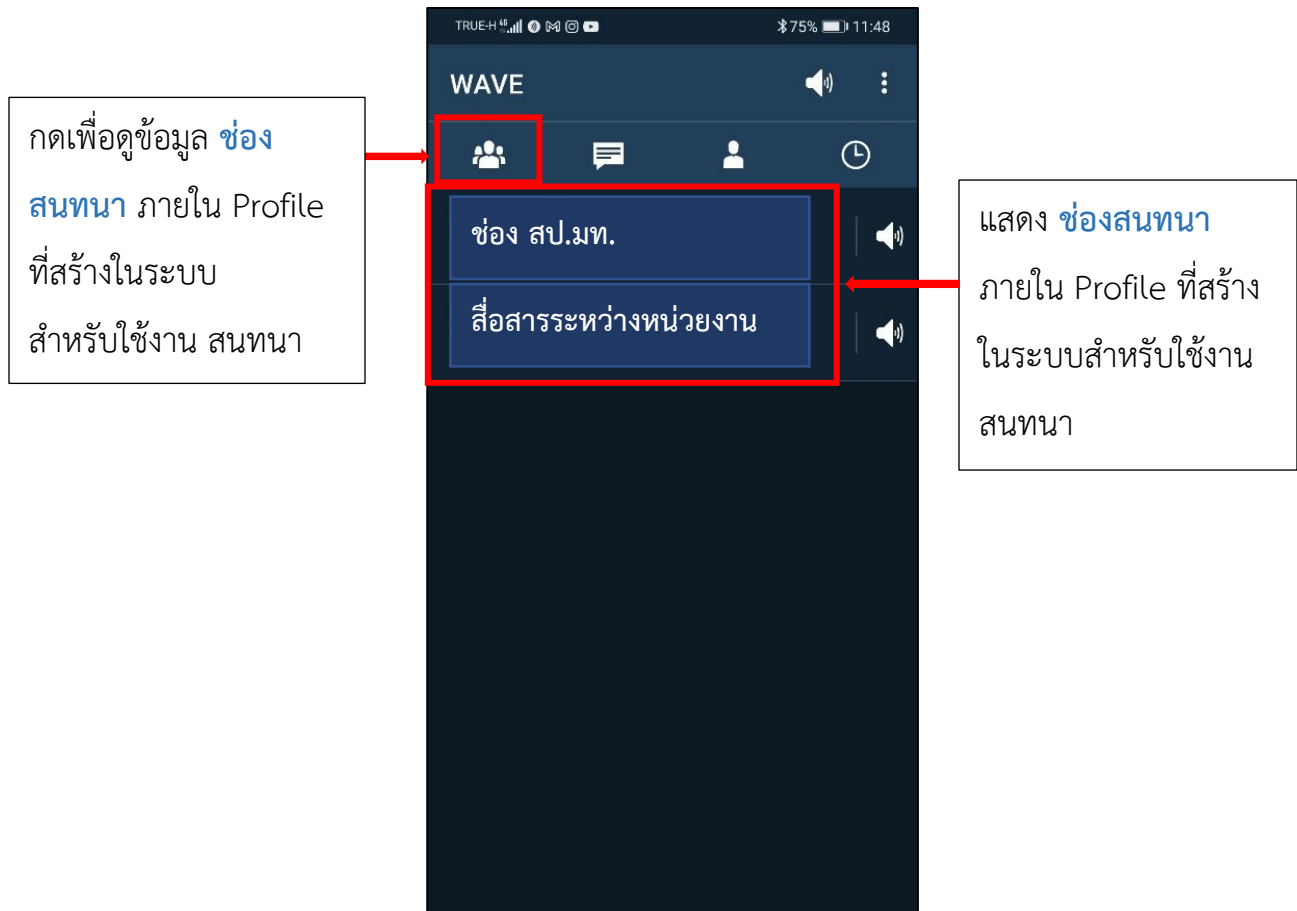 TRUE-H 75% 11:48
WAVE
กดเพื่อดูข้อมูล ช่อง
สนทนา ภายใน Profile
ที่สร้างในระบบ
สำหรับใช้งาน สนทนา
ช่อง สป.มท.
สื่อสารระหว่างหน่วยงาน
แสดง ช่องสนทนา
ภายใน Profile ที่สร้าง
ในระบบสำหรับใช้งาน
สนทนา